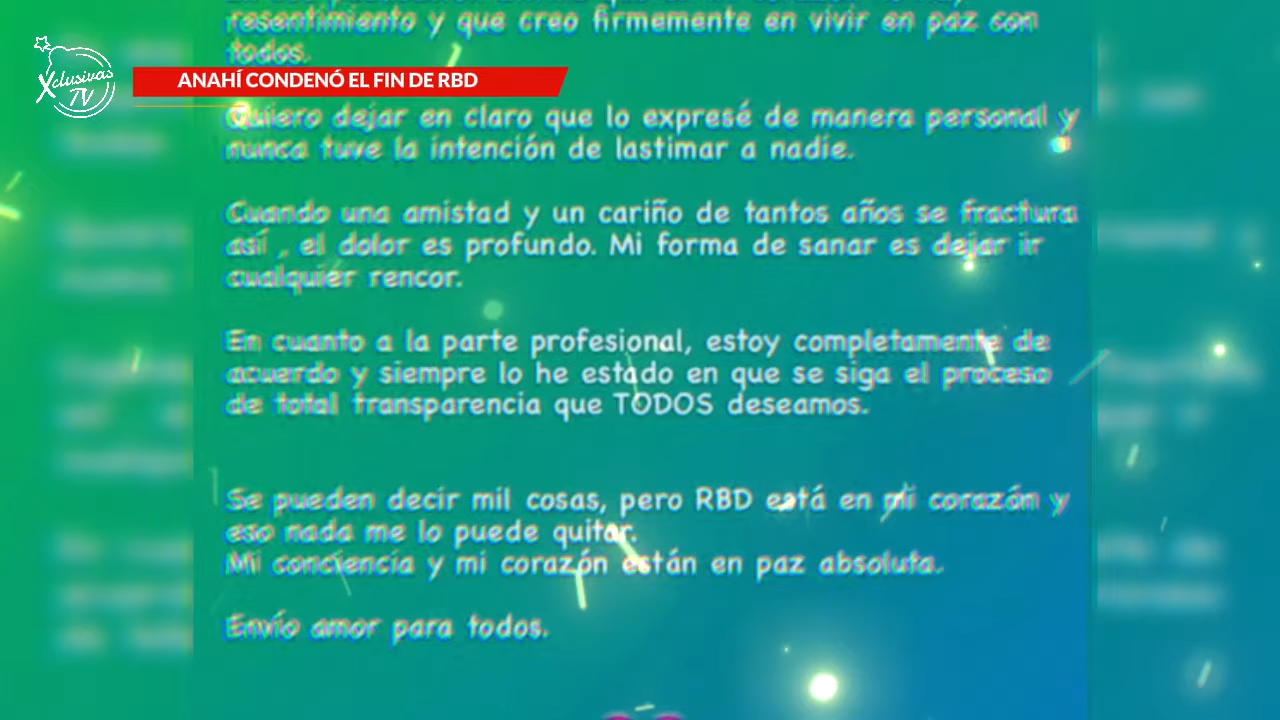 resentimiento y que creo firmemente en vivir en paz con
todos.
Xclusivas
TV
ANAHÍ CONDENÓ EL FIN DE RBD
Quiero dejar en claro que lo expresé de manera personal y
nunca tuve la intención de lastimar a nadie.
Cuando una amistad y un cariño de tantos años se fractura
así , el dolor es profundo. Mi forma de sanar es dejar ir
cualquier rencor.
En cuanto a la parte profesional, estoy completamente de
acuerdo y siempre lo he estado en que se siga el proceso
de total transparencia que TODOS deseamos.
Se pueden decir mil cosas, pero RBD está en mi corazón y
eso nada me lo puede quitar.
Mi conciencia y mi corazón están en paz absoluta.
Envío amor para todos.